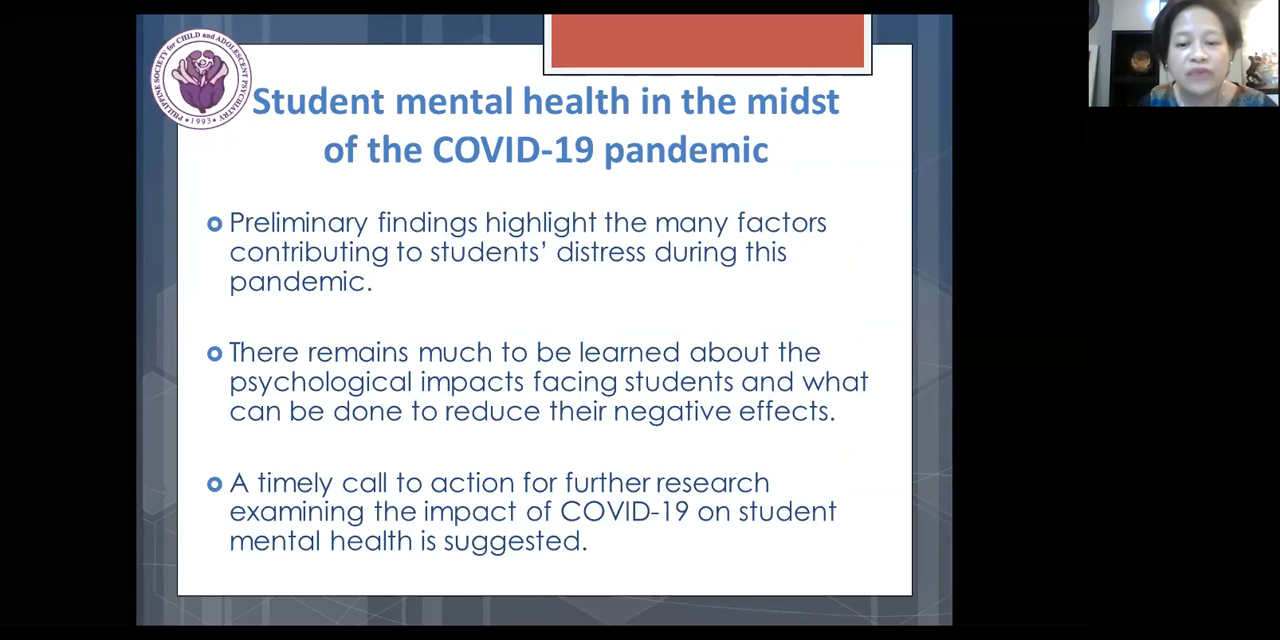 PHILIPPINE SOCIETY for CHILD and ADOLESCENT PSYCHIATRY
• 1993 •
Student mental health in the midst
of the COVID-19 pandemic
Preliminary findings highlight the many factors
contributing to students’ distress during this
pandemic.
There remains much to be learned about the
psychological impacts facing students and what
can be done to reduce their negative effects.
A timely call to action for further research
examining the impact of COVID-19 on student
mental health is suggested.